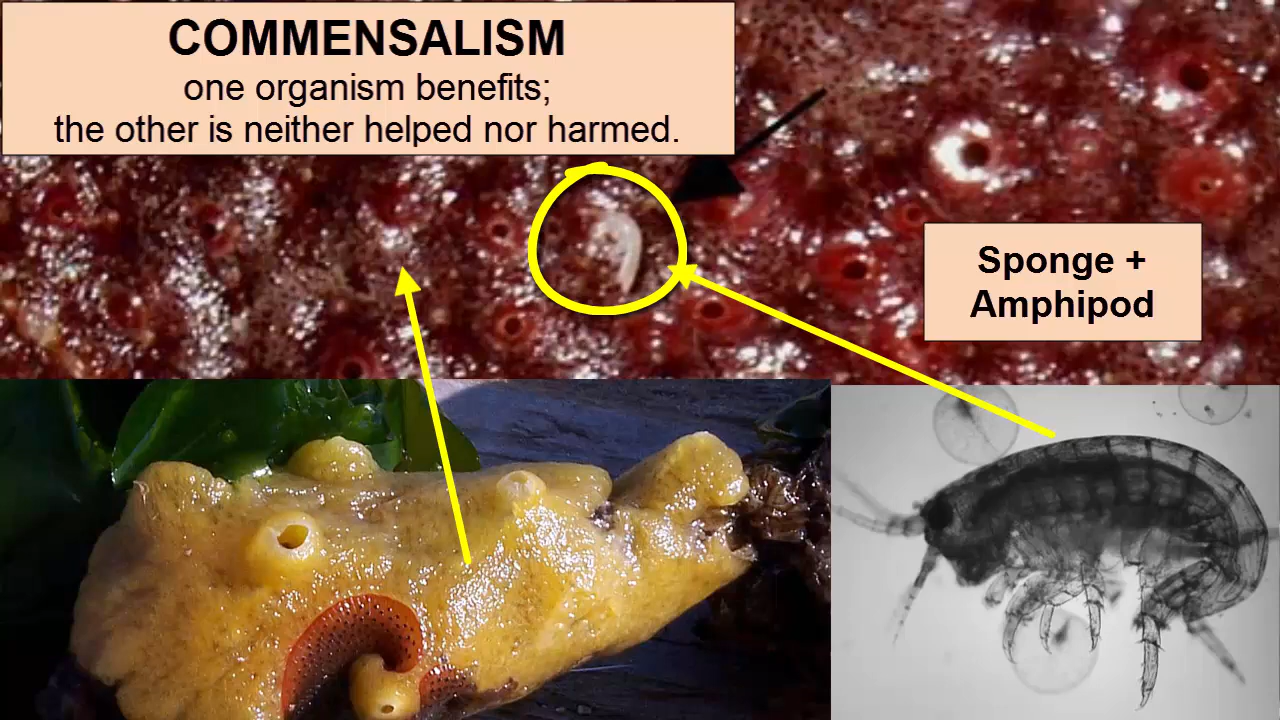 COMMENSALISM
one organism benefits;
the other is neither helped nor harmed.
Sponge +
Amphipod